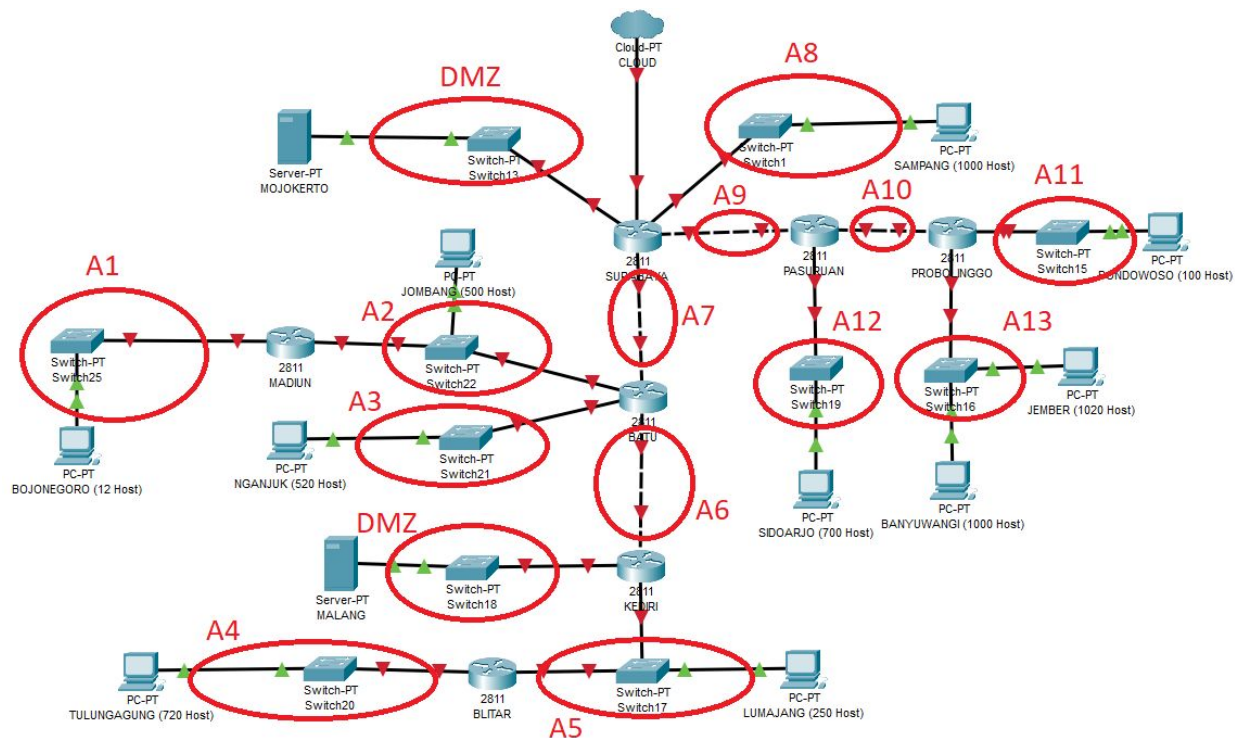 Cloud-PT
CLOUD
A8
DMZ
Switch-PT
Switch1
PC-PT
SAMPANG (1000 Host)
Server-PT
MOJOKERTO
Switch-PT
Switch13
A9
A10
A11
2811
SURABAYA
2811
PASURUAN
2811
PROBOLINGGO
Switch-PT
Switch15
PC-PT
BONDOWOSO (100 Host)
A1
PC-PT
JOMBANG (500 Host)
A2
A7
A12
A13
Switch-PT
Switch25
2811
MADIUN
Switch-PT
Switch22
Switch-PT
Switch19
Switch-PT
Switch16
PC-PT
JEMBER (1020 Host)
A3
2811
BATU
PC-PT
BOJONEGORO (12 Host)
PC-PT
NGANJUK (520 Host)
Switch-PT
Switch21
A6
PC-PT
SIDOARJO (700 Host)
PC-PT
BANYUWANGI (1000 Host)
DMZ
Server-PT
MALANG
Switch-PT
Switch18
2811
KEDIRI
A4
PC-PT
TULUNGAGUNG (720 Host)
Switch-PT
Switch20
2811
BLITAR
A5
Switch-PT
Switch17
PC-PT
LUMAJANG (250 Host)